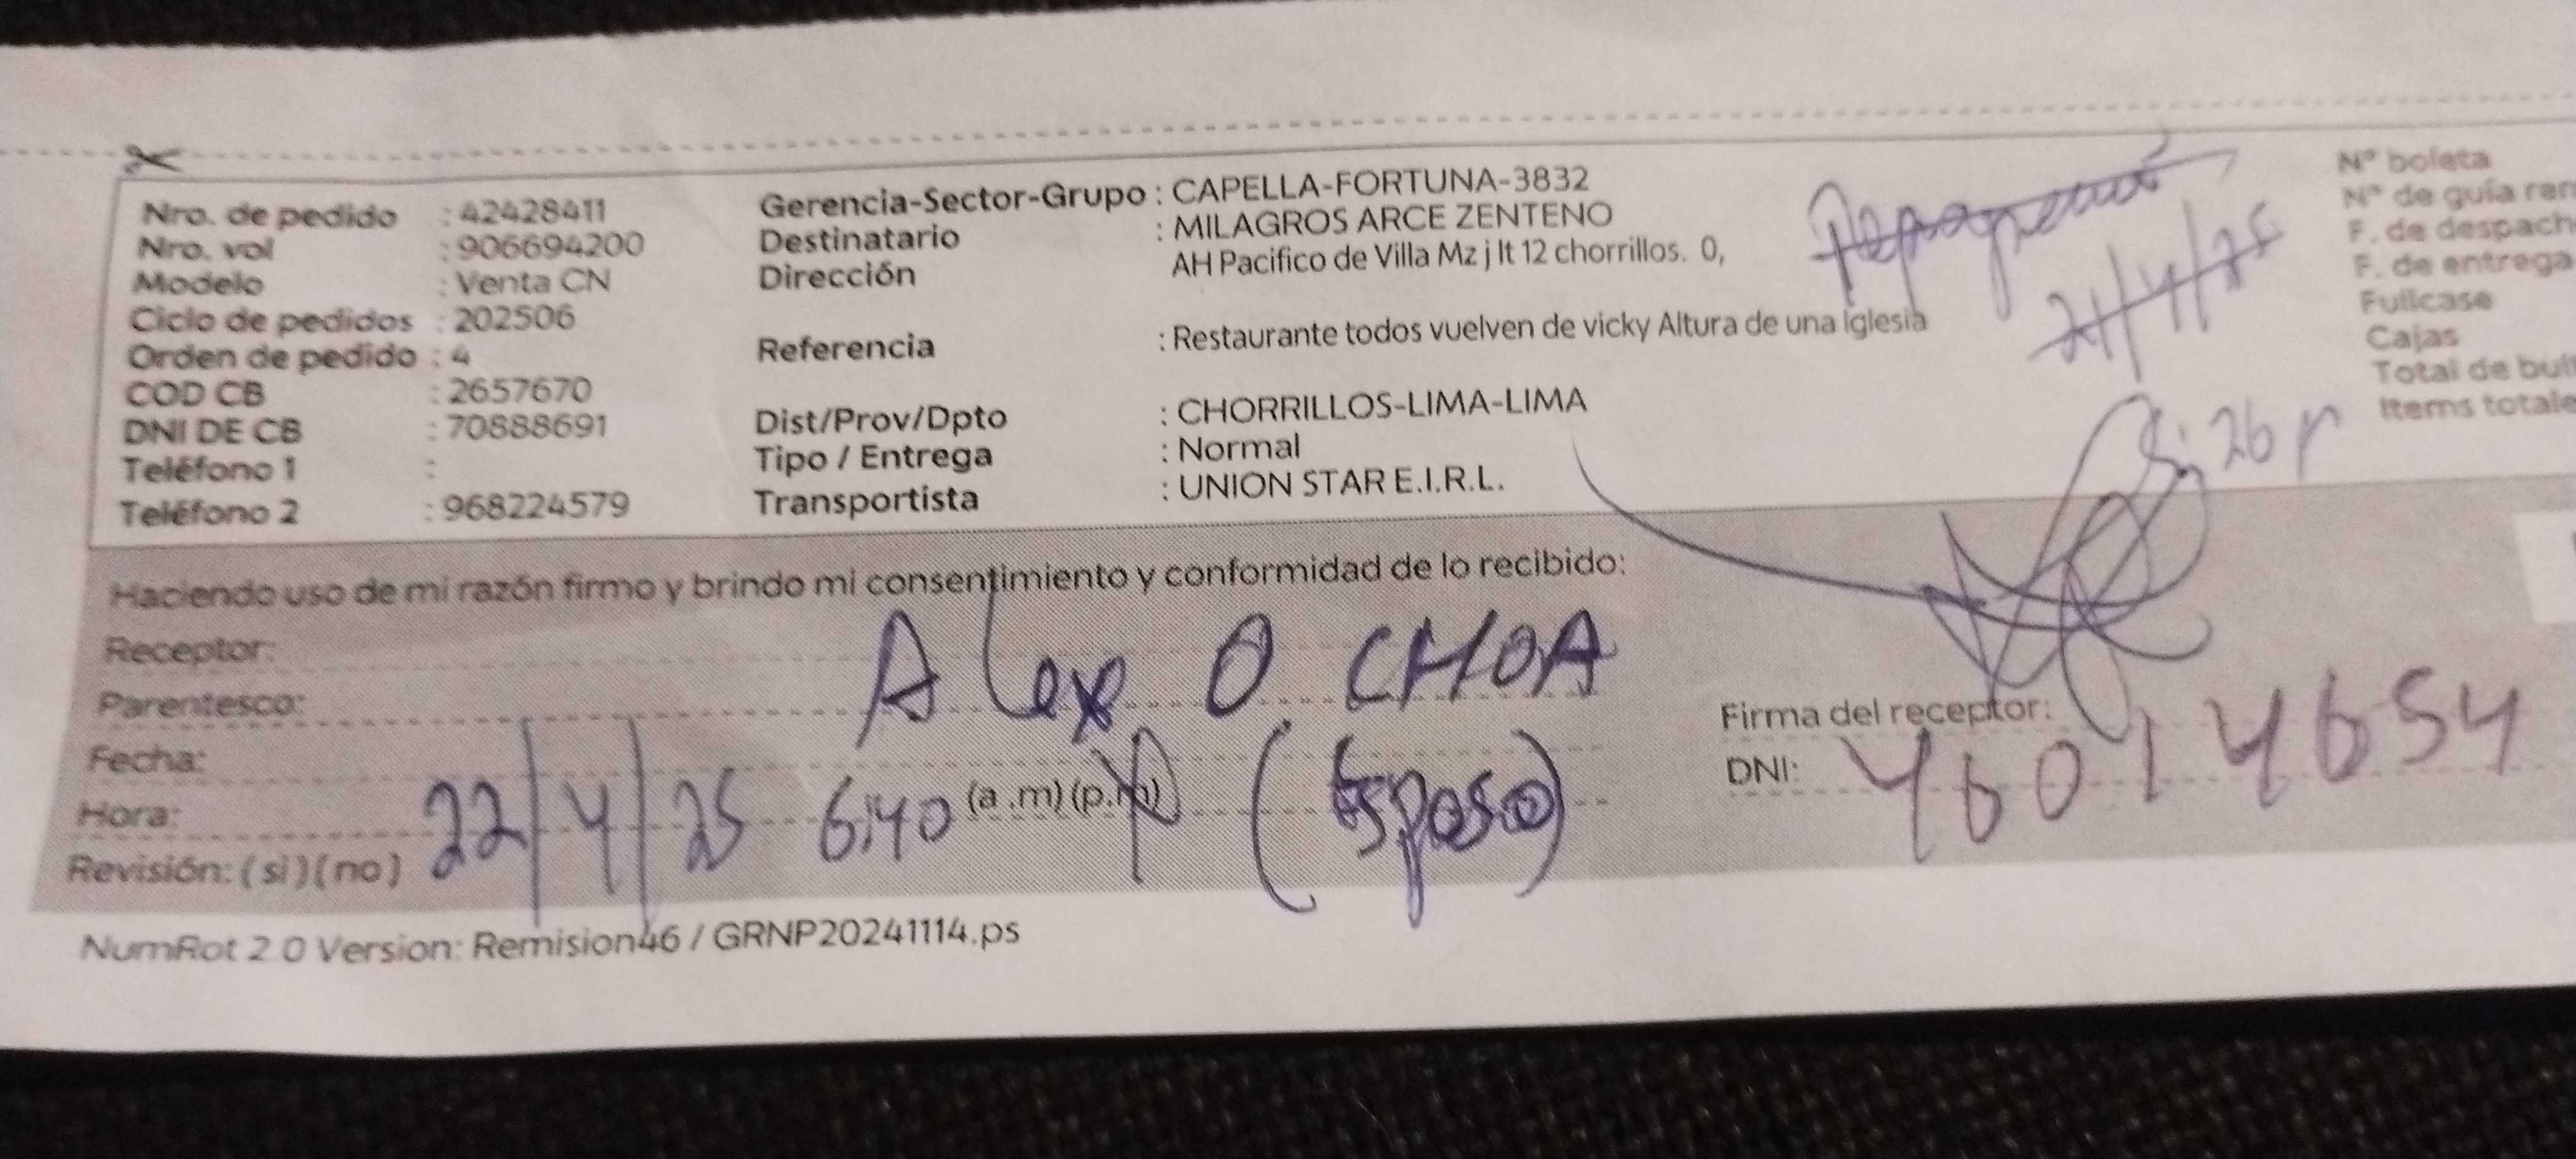 Nro. de pedido : 42428411
Nro. vol : 906694200
Modelo : Venta CN
Ciclo de pedidos : 202506
Orden de pedido : 4
COD CB : 2657670
DNI DE CB : 70888691
Teléfono 1 :
Teléfono 2 : 968224579
Gerencia-Sector-Grupo : CAPELLA-FORTUNA-3832
Destinatario : MILAGROS ARCE ZENTENO
Dirección AH Pacifico de Villa Mz j lt 12 chorrillos. 0,
Referencia : Restaurante todos vuelven de vicky Altura de una Iglesia
Dist/Prov/Dpto : CHORRILLOS-LIMA-LIMA
Tipo / Entrega : Normal
Transportista : UNION STAR E.I.R.L.
21/4/25
N° boleta
N° de guía
F. de
F. de entrega
Fullcase
Cajas
Total de
Items
Haciendo uso de mi razón firmo y brindo mi consentimiento y conformidad de lo recibido:
Receptor:
Parentesco:
Alex OCHOA
Fecha:
Hora:
22/4/25 6:40 (a.m)(p.m) (Esposo)
Revisión: (si)(no)
Firma del receptor:
DNI: 46014654
NumRot 2.0 Version: Remision46 / GRNP20241114.ps